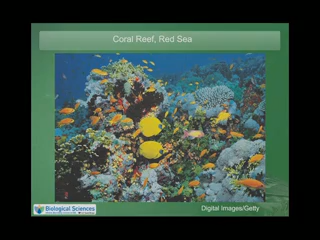 Coral Reef, Red Sea
Biological Sciences
Digital Images/Getty